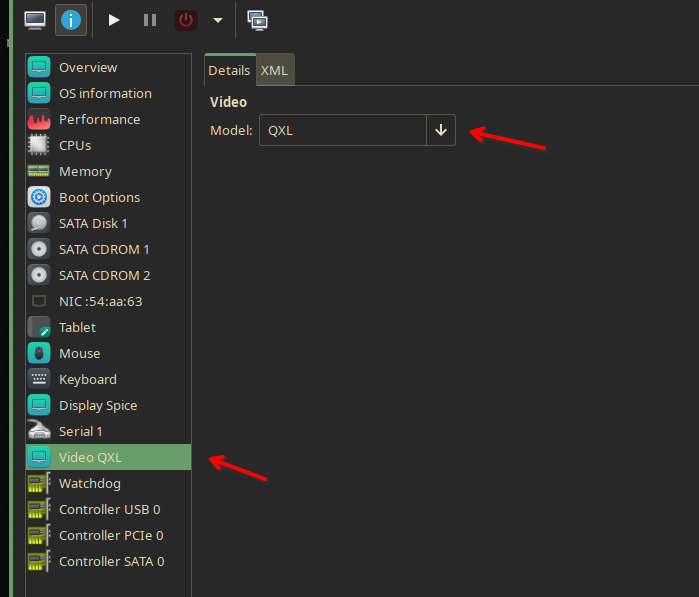 Overview
OS information
Performance
CPUs
Memory
Boot Options
SATA Disk 1
SATA CDROM 1
SATA CDROM 2
NIC :54:aa:63
Tablet
Mouse
Keyboard
Display Spice
Serial 1
Video QXL
Watchdog
Controller USB 0
Controller PCIe 0
Controller SATA 0
Details XML
Video
Model: QXL